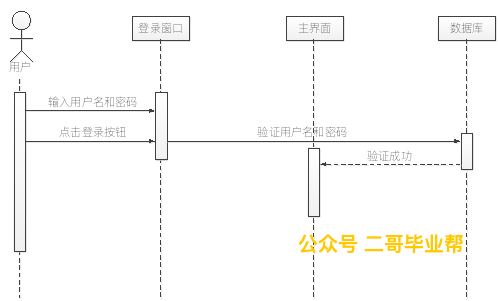 登录窗口
主界面
数据库
用户
输入用户名和密码
点击登录按钮
验证用户名和密码
验证成功
公众号 二哥毕业帮